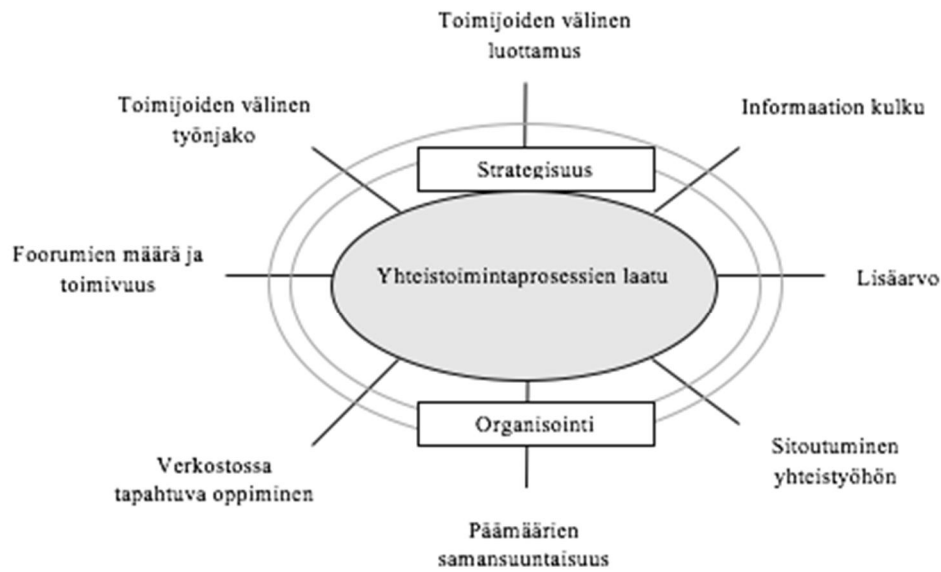 Toimijoiden välinen
luottamus
Toimijoiden välinen
työnjako
Informaation kulku
Strategisuus
Foorumien määrä ja
toimivuus
Yhteistoimintaprosessien laatu
Lisäarvo
Organisointi
Verkostossa
tapahtuva oppiminen
Sitoutuminen
yhteistyöhön
Päämäärien
samansuuntaisuus